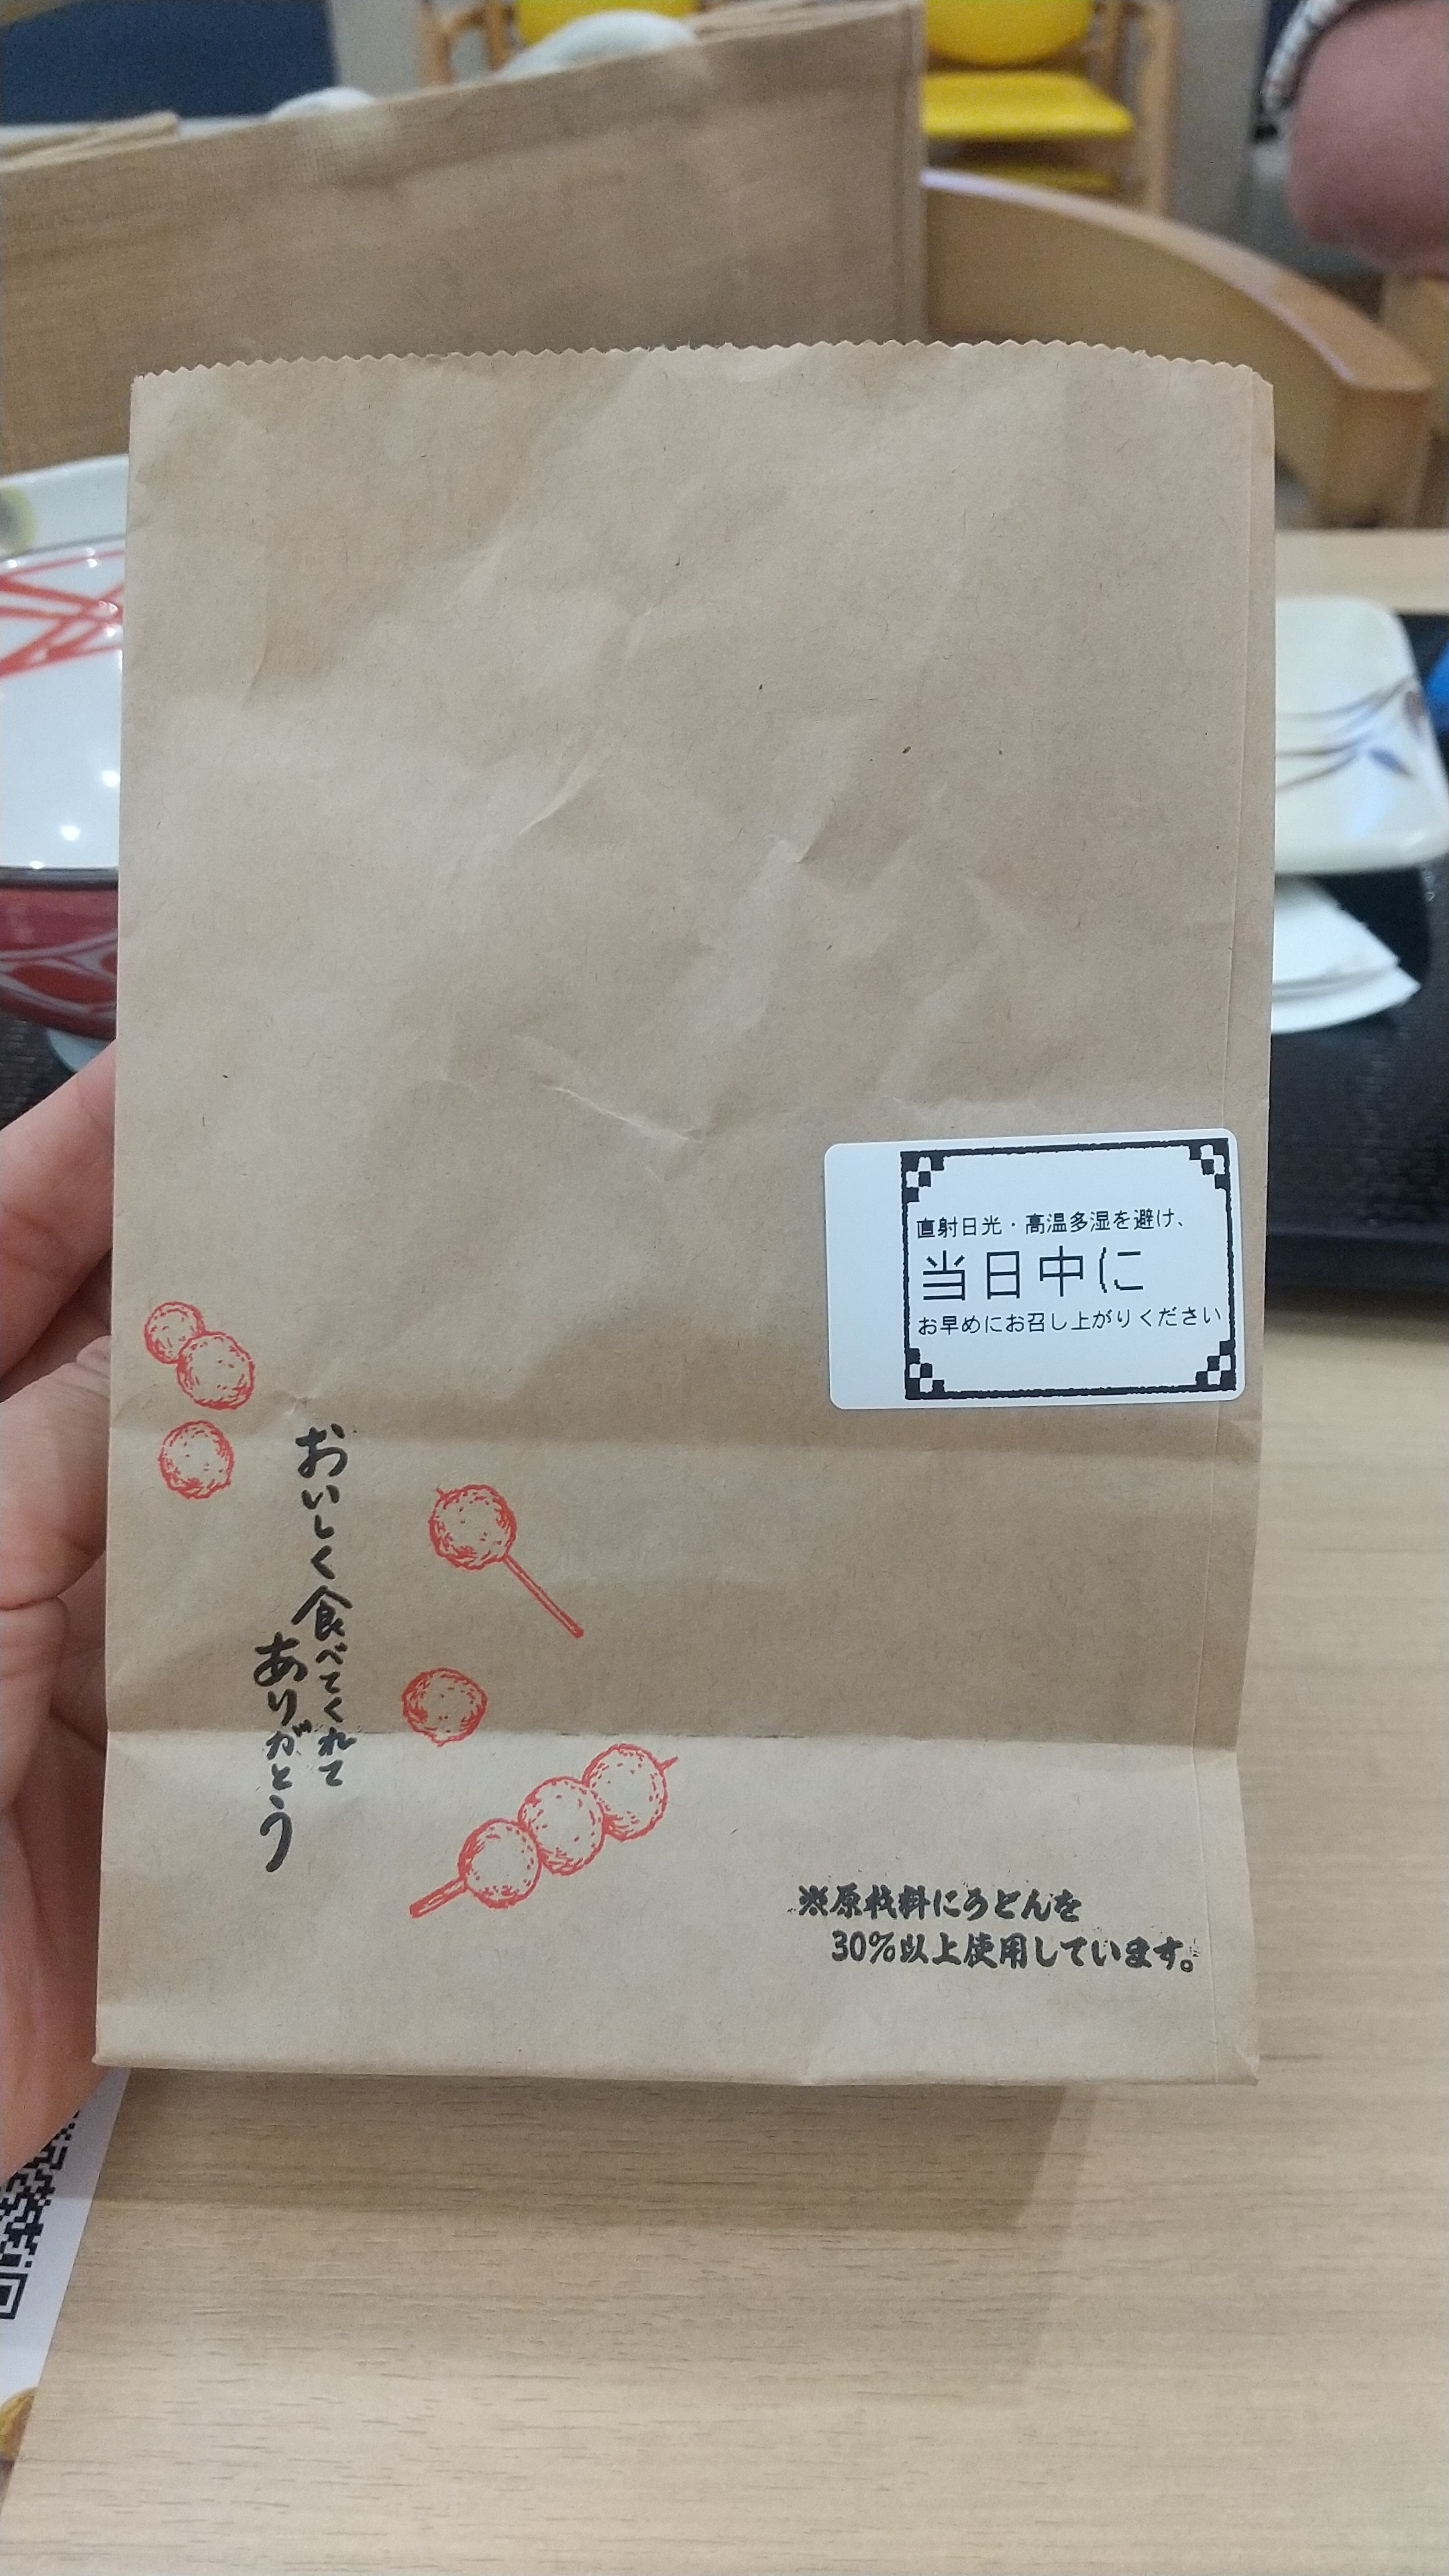 直射日光・高温多湿を避け、
当日中に
お早めにお召し上がりください
おいしく食べてくれて
ありがとう
※原材料にうどんを
30%以上使用しています。